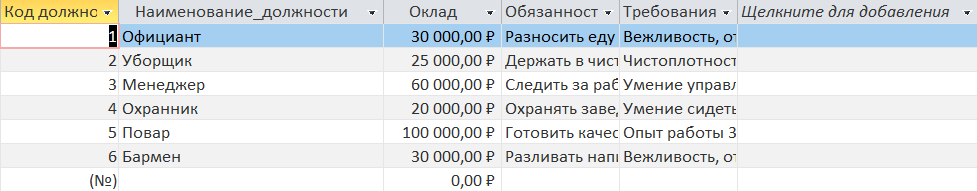 Код должно Наименование_должности Оклад Обязанност Требования Щелкните для добавления
1 Официант 30 000,00 ₽ Разносить еду Вежливость, от
2 Уборщик 25 000,00 ₽ Держать в чист Чистоплотност
3 Менеджер 60 000,00 ₽ Следить за раб Умение управл
4 Охранник 20 000,00 ₽ Охранять заве Умение сидеть
5 Повар 100 000,00 ₽ Готовить качес Опыт работы 3
6 Бармен 30 000,00 ₽ Разливать напи Вежливость, от
(№) 0,00 ₽